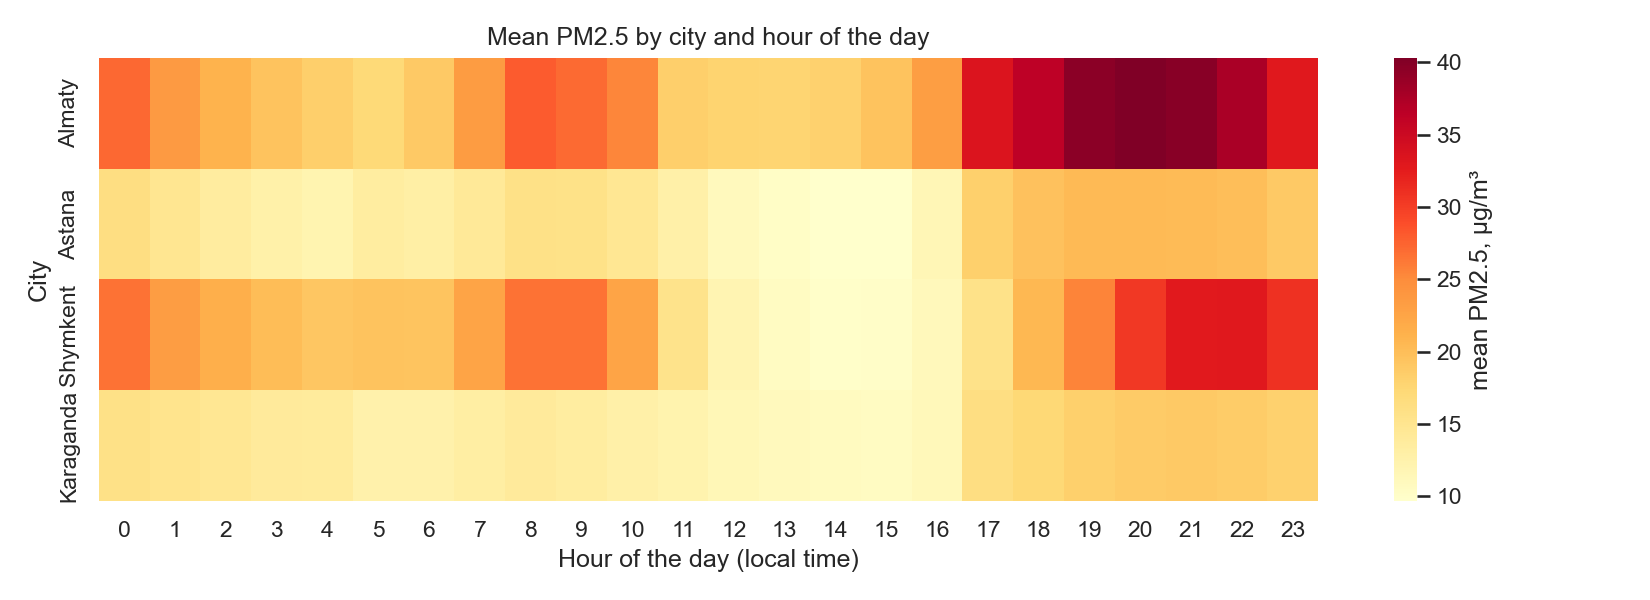 Mean PM2.5 by city and hour of the day
City
Almaty
Astana
Shymkent
Karaganda
0 1 2 3 4 5 6 7 8 9 10 11 12 13 14 15 16 17 18 19 20 21 22 23
Hour of the day (local time)
40
35
30
25
20
15
10
mean PM2.5, µg/m³